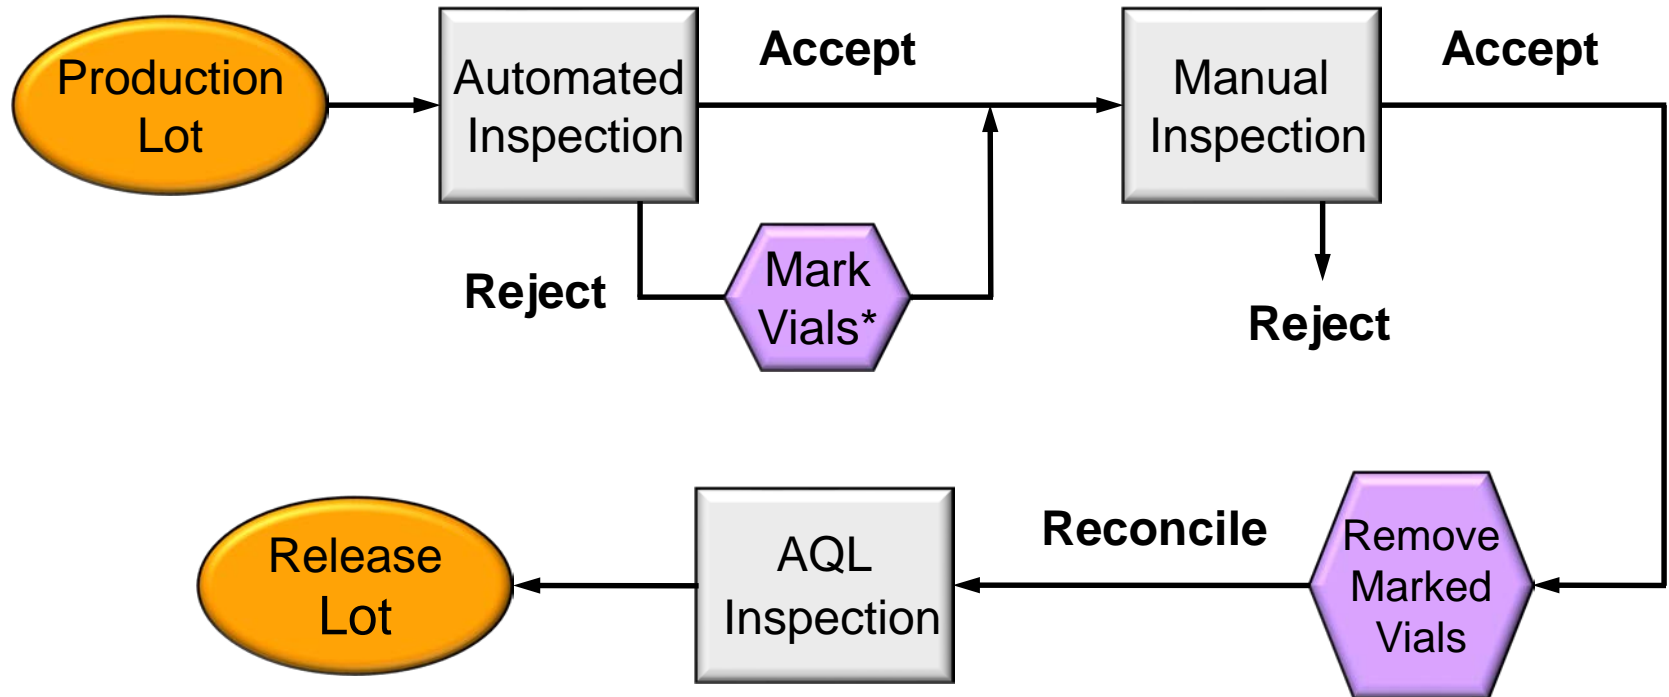 Production
Lot
Automated
Inspection
Accept
Manual
Inspection
Accept
Reject
Mark
Vials*
Reject
Release
Lot
AQL
Inspection
Reconcile
Remove
Marked
Vials